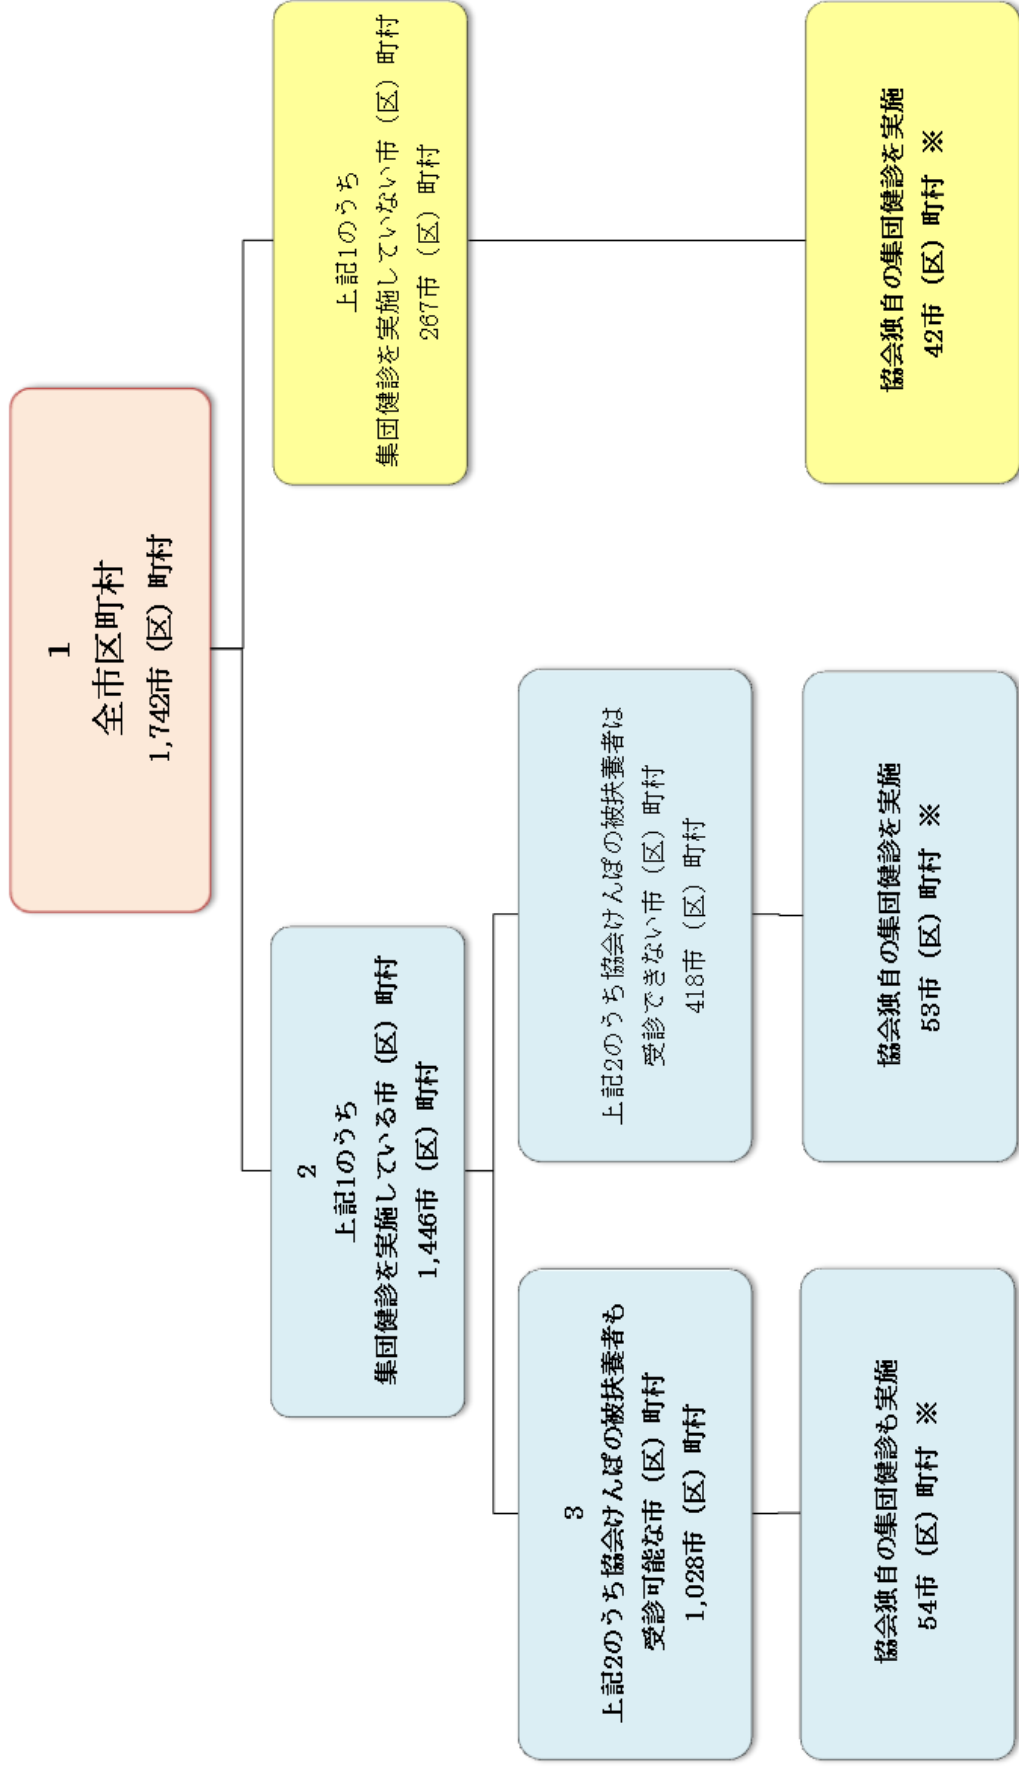 1
全市区町村
1,742市（区）町村
2
上記1のうち
集団健診を実施している市（区）町村
1,446市（区）町村
上記1のうち
集団健診を実施していない市（区）町村
267市（区）町村
3
上記2のうち協会けんぽの被扶養者も
受診可能な市（区）町村
1,028市（区）町村
上記2のうち協会けんぽの被扶養者は
受診できない市（区）町村
418市（区）町村
協会独自の集団健診も実施
54市（区）町村 ※
協会独自の集団健診を実施
53市（区）町村 ※
協会独自の集団健診を実施
42市（区）町村 ※